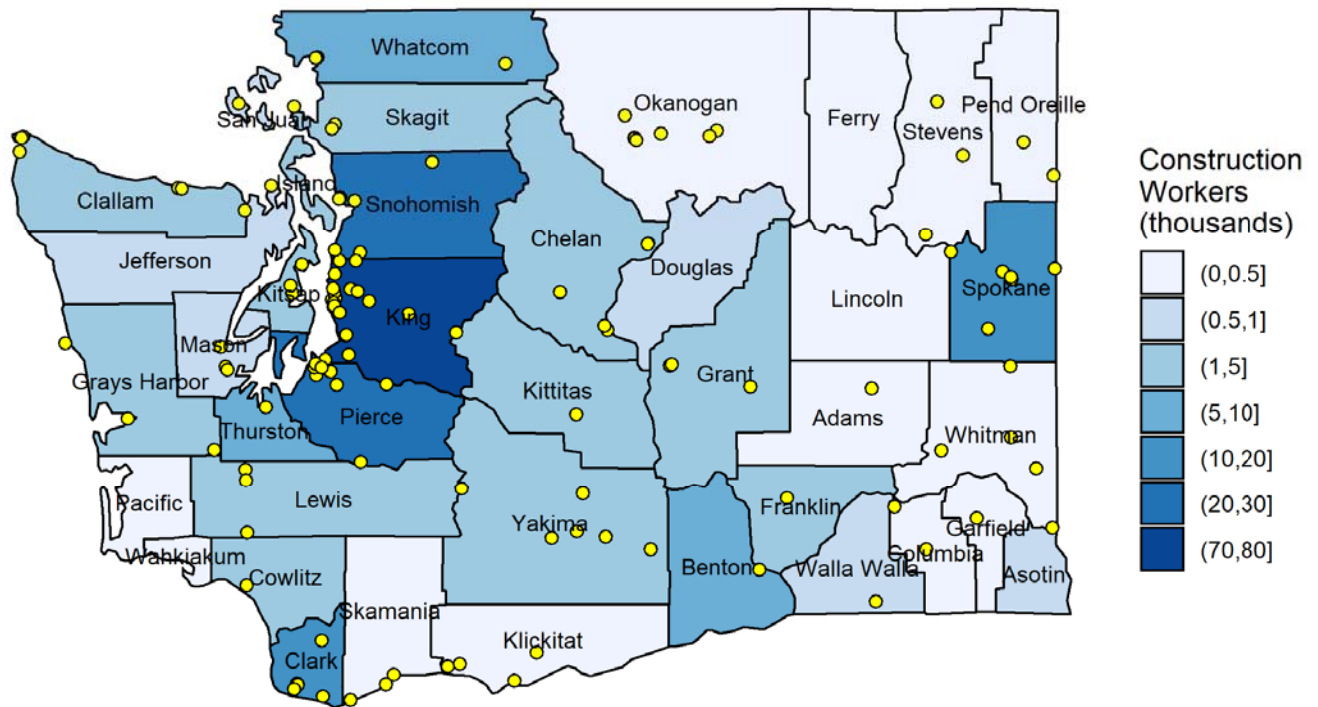 Whatcom
Okanogan
Pend Oreille
San Juan
Skagit
Ferry
Stevens
Construction
Workers
(thousands)
Island
Clallam
Snohomish
Chelan
Jefferson
Douglas
(0,0.5]
Kitsap
Lincoln
Spokane
(0.5,1]
King
Mason
(1,5]
Grays Harbor
Kittitas
Grant
Pierce
Adams
(5,10]
Thurston
Whitman
(10,20]
Pacific
Lewis
Yakima
Franklin
Garfield
(20,30]
Wahkiakum
Columbia
(70,80]
Cowlitz
Benton
Walla Walla
Asotin
Skamania
Klickitat
Clark